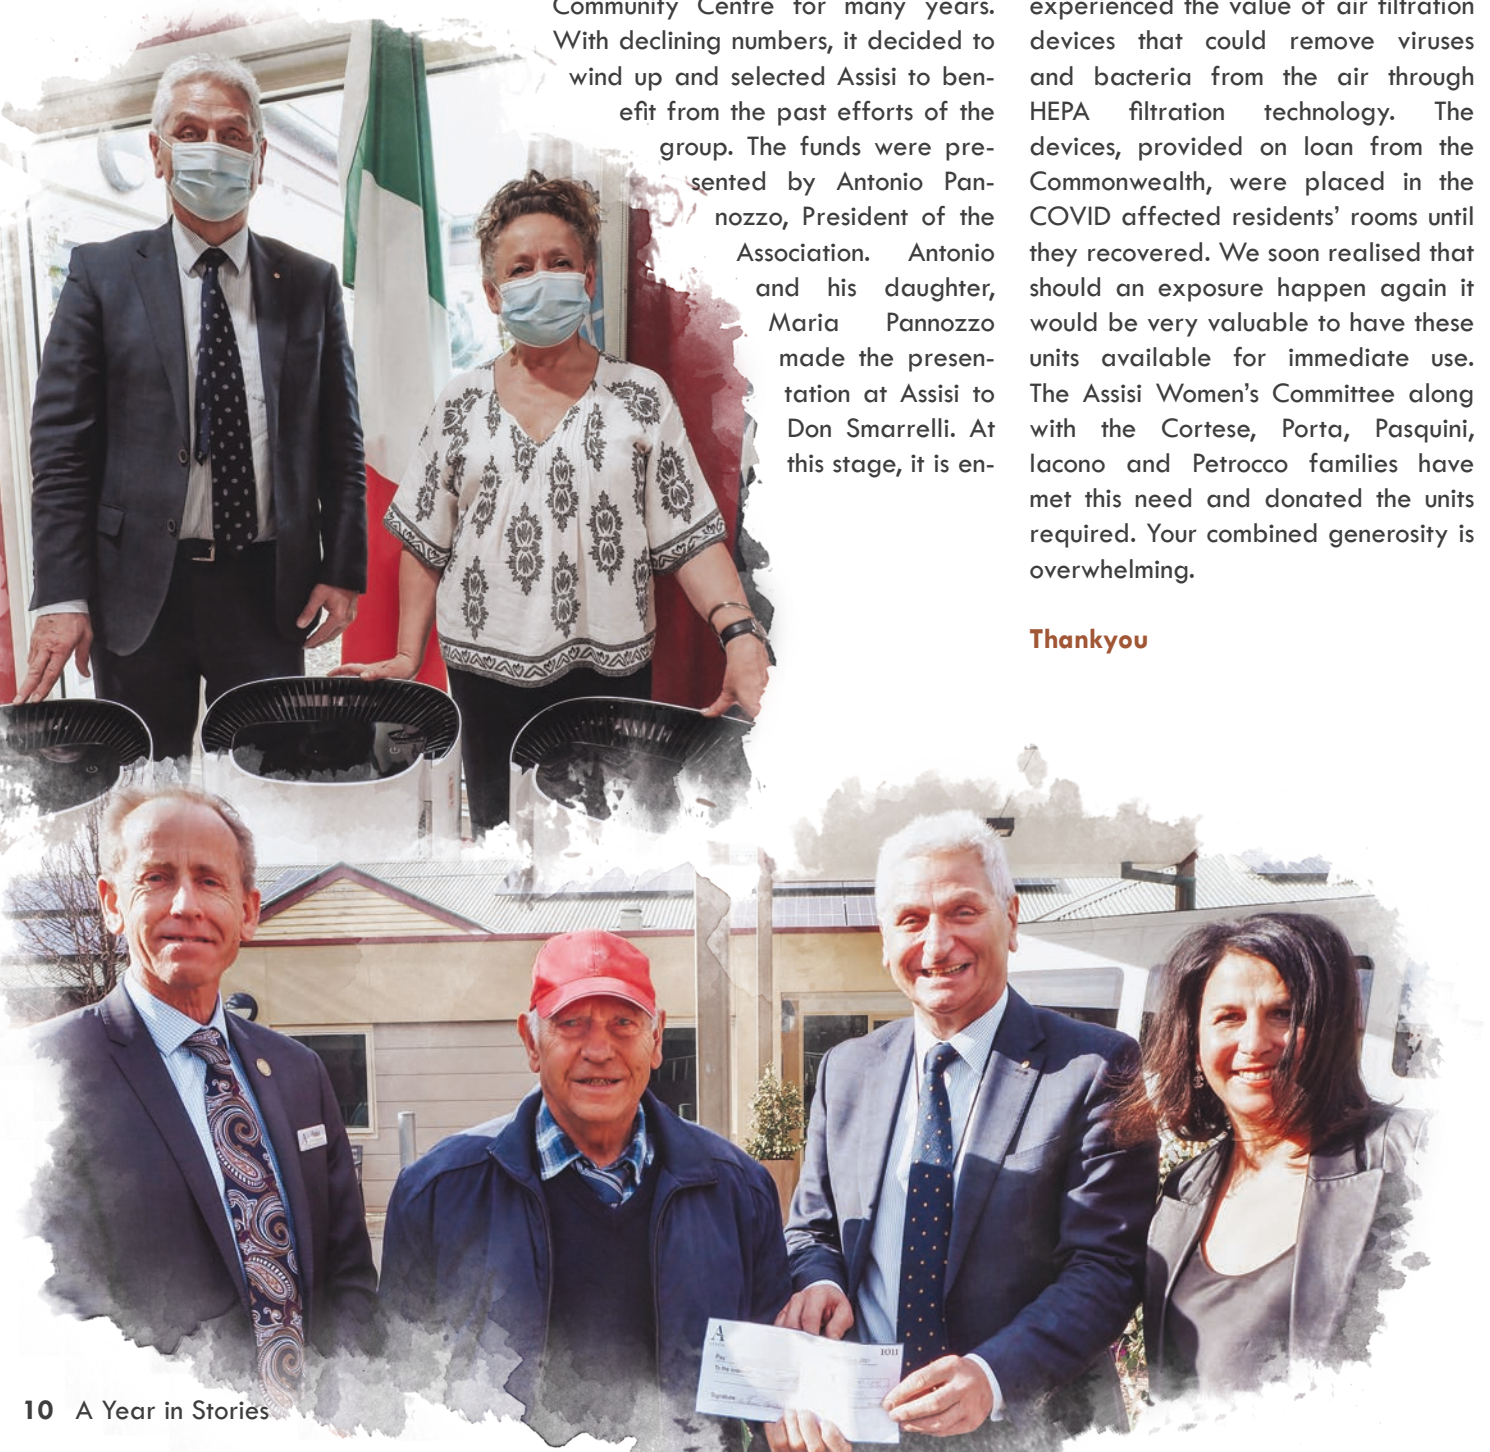 Community Centre for many years.
With declining numbers, it decided to
wind up and selected Assisi to ben-
efit from the past efforts of the
group. The funds were pre-
sented by Antonio Pan-
nozzo, President of the
Association. Antonio
and his daughter,
Maria Pannozzo
made the presen-
tation at Assisi to
Don Smarrelli. At
this stage, it is en-
experienced the value of air filtration
devices that could remove viruses
and bacteria from the air through
HEPA filtration technology. The
devices, provided on loan from the
Commonwealth, were placed in the
COVID affected residents’ rooms until
they recovered. We soon realised that
should an exposure happen again it
would be very valuable to have these
units available for immediate use.
The Assisi Women’s Committee along
with the Cortese, Porta, Pasquini,
Iacono and Petrocco families have
met this need and donated the units
required. Your combined generosity is
overwhelming.
Thankyou
A
Pay
To the
Signature
10 A Year in Stories